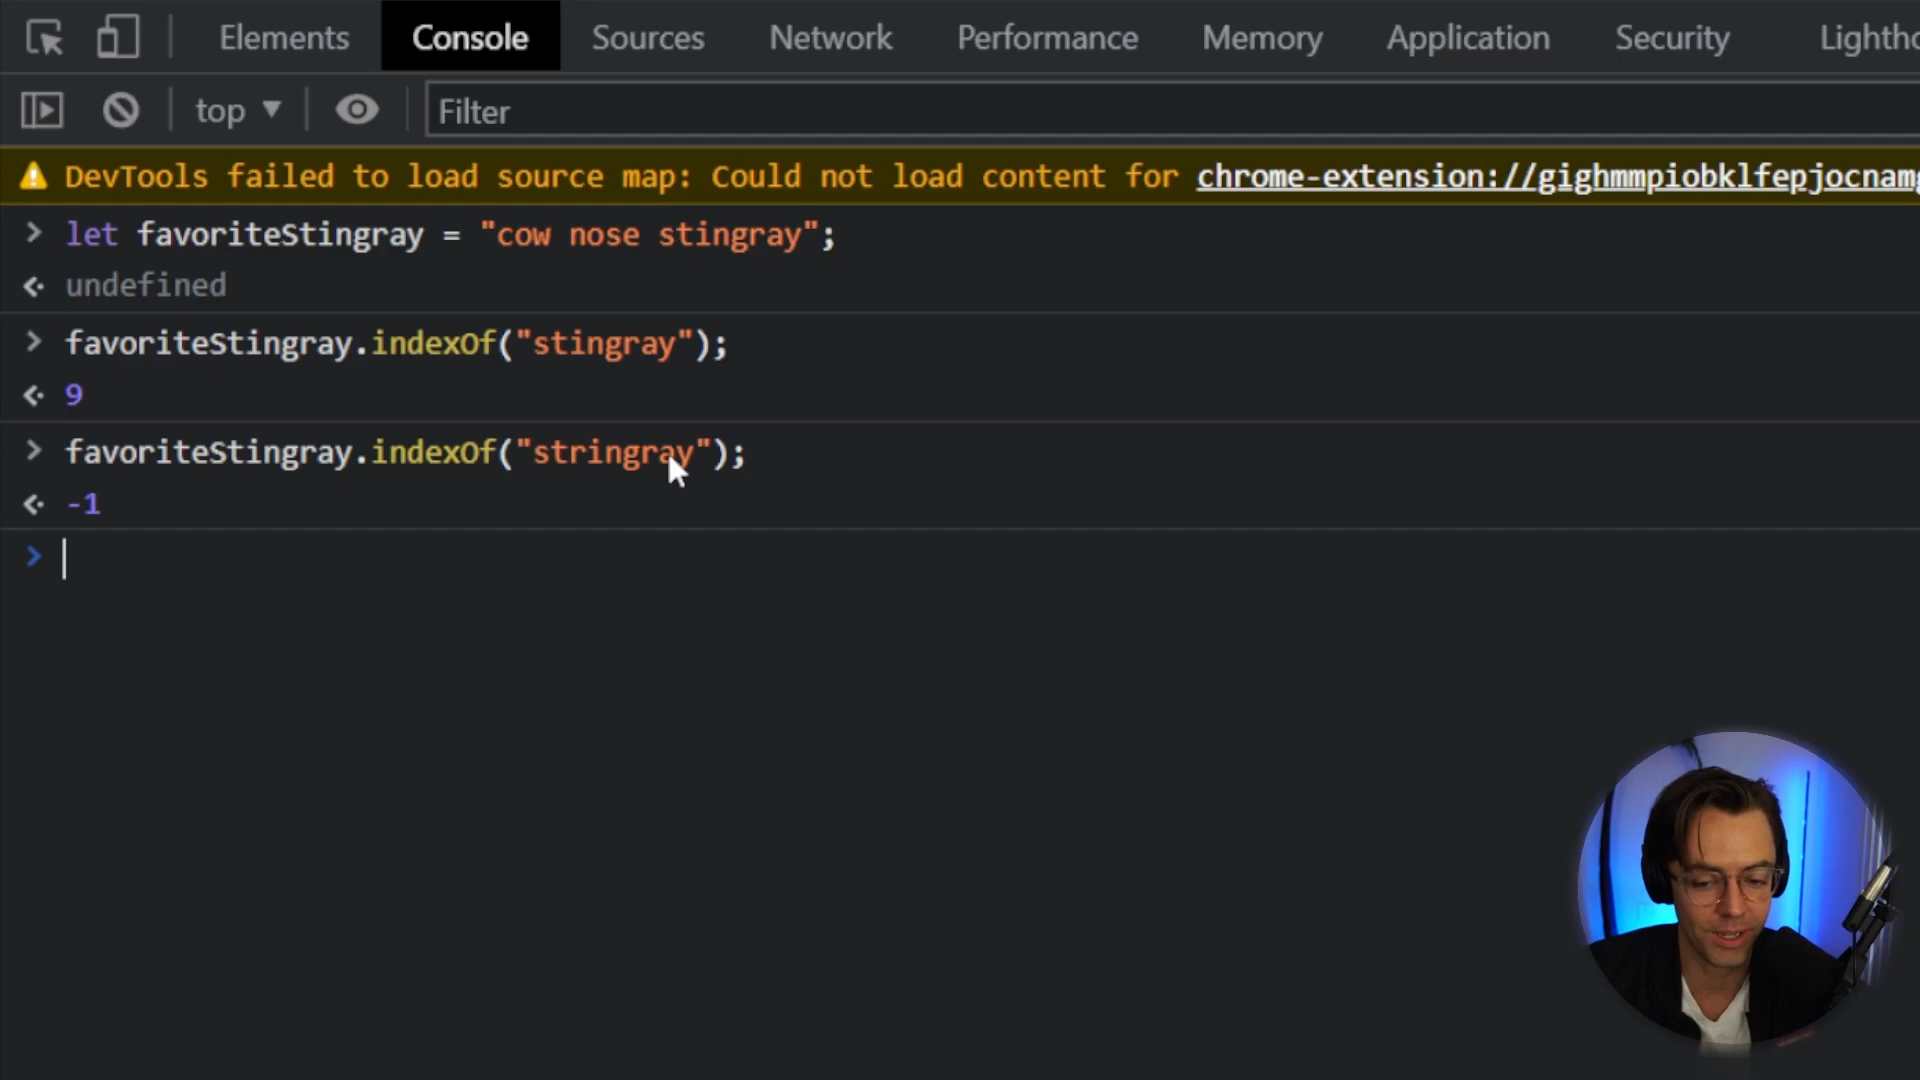 Elements Console Sources Network Performance Memory Application Security
top ▼ Filter
DevTools failed to load source map: Could not load content for chrome-extension://gighmmpiobklfepjocnamg
> let favoriteStingray = "cow nose stingray";
undefined
> favoriteStingray.indexOf("stingray");
9
> favoriteStingray.indexOf("stringray");
-1
>